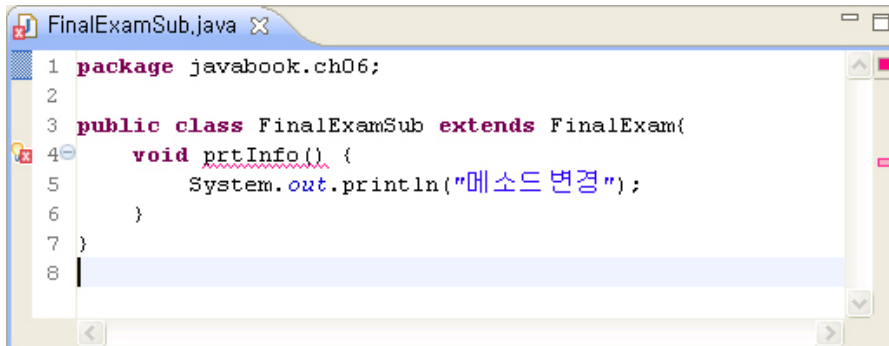 FinalExamSub.java
1 package javabook.ch06;
2
3 public class FinalExamSub extends FinalExam{
4 void prtInfo() {
5 System.out.println("메소드 변경");
6 }
7 }
8